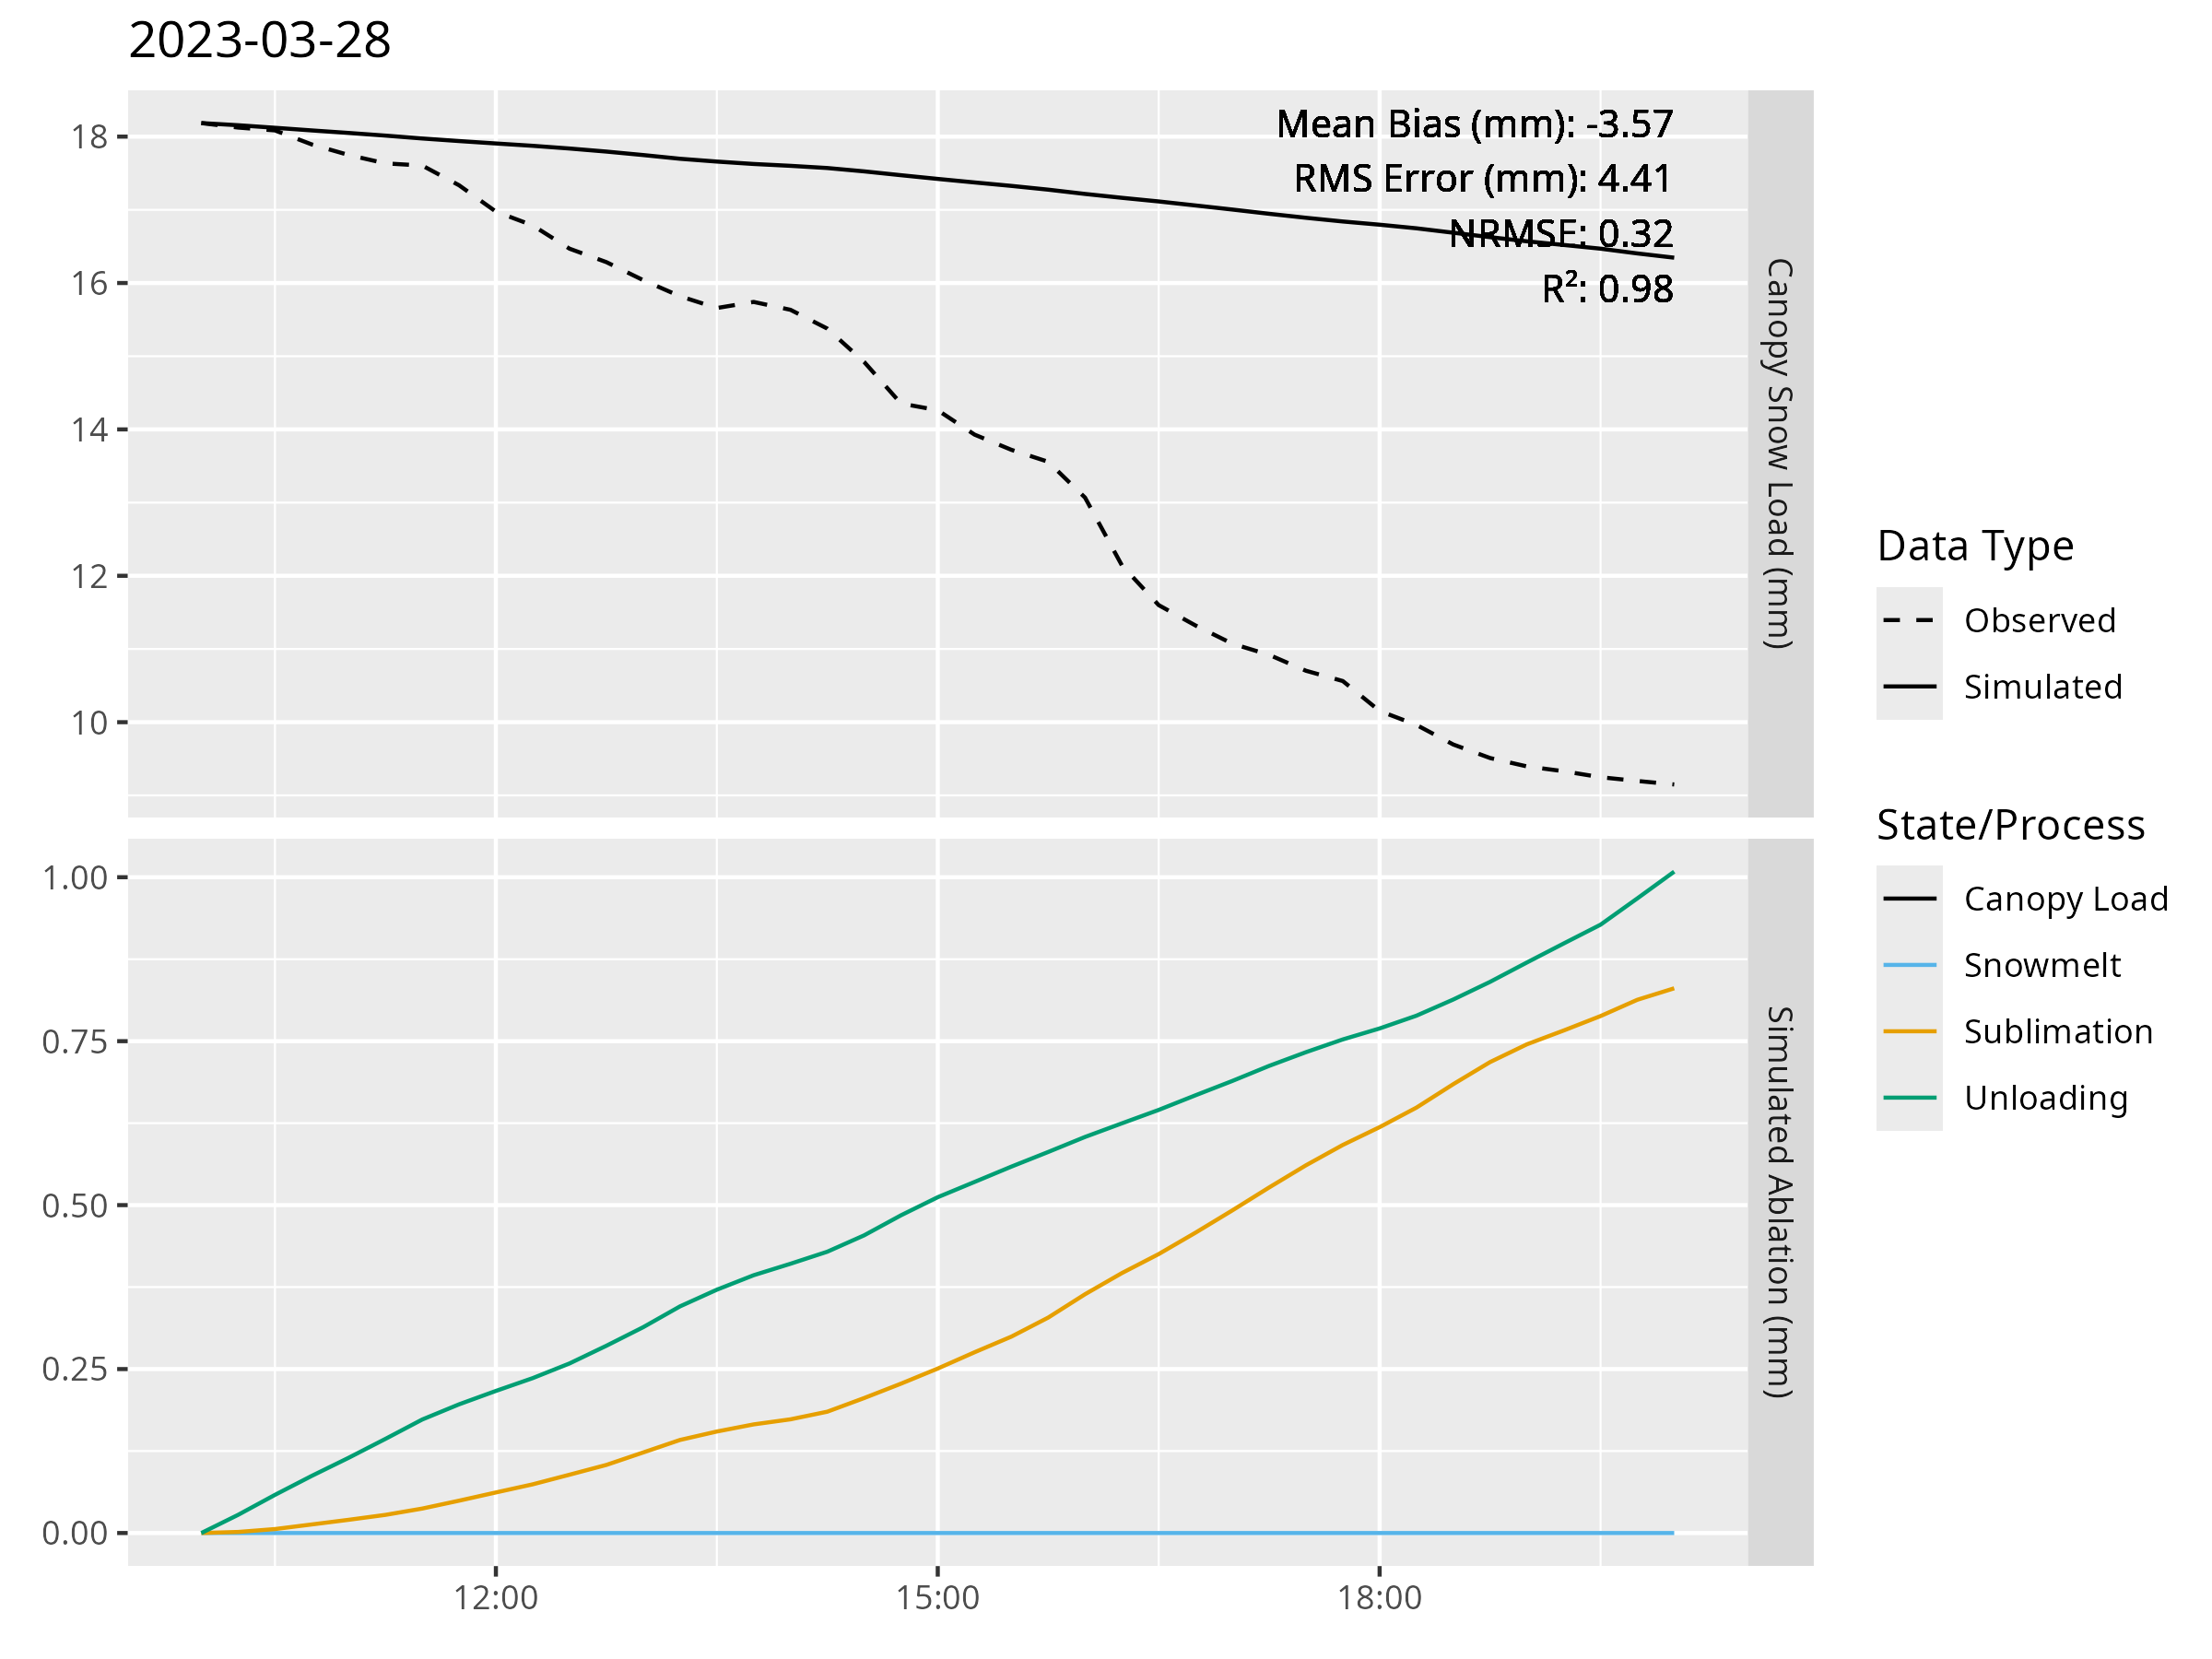 2023-03-28
Mean Bias (mm): -3.57
RMS Error (mm): 4.41
NRMSE: 0.32
R²: 0.98
18
16
14
12
10
Canopy Snow Load (mm)
1.00
0.75
0.50
0.25
0.00
Simulated Ablation (mm)
12:00
15:00
18:00
Data Type
Observed
Simulated
State/Process
Canopy Load
Snowmelt
Sublimation
Unloading